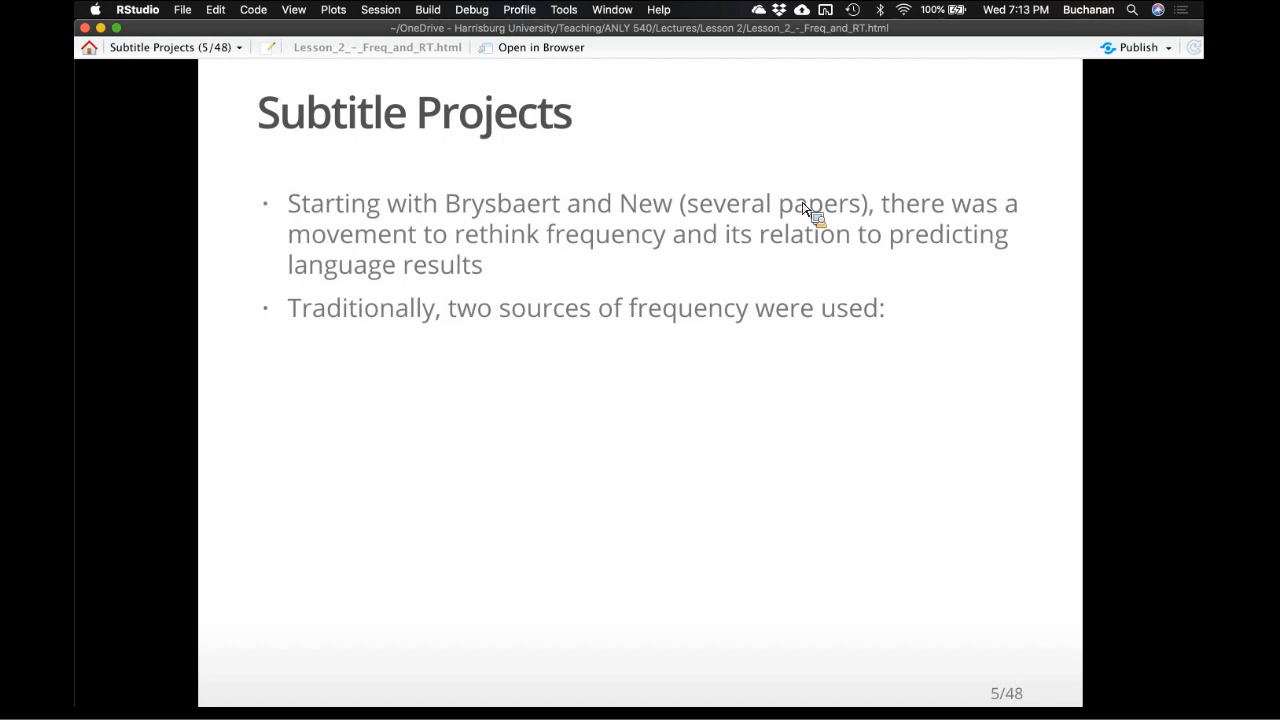 RStudio File Edit Code View Plots Session Build Debug Profile Tools Window Help 100% Wed 7:13 PM Buchanan
~/OneDrive - Harrisburg University/Teaching/ANLY 540/Lectures/Lesson 2/Lesson_2_-_Freq_and_RT.html
Subtitle Projects (5/48) Lesson_2_-_Freq_and_RT.html Open in Browser Publish
Subtitle Projects
• Starting with Brysbaert and New (several papers), there was a
movement to rethink frequency and its relation to predicting
language results
• Traditionally, two sources of frequency were used:
5/48